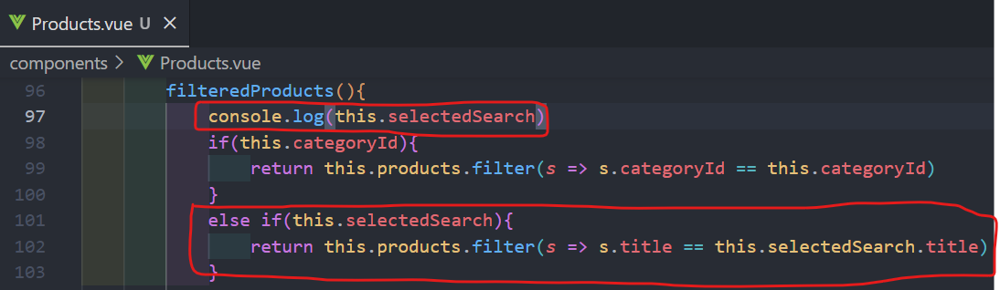 Products.vue U ×
components > Products.vue
96 filteredProducts(){
97 console.log(this.selectedSearch)
98 if(this.categoryId){
99 return this.products.filter(s => s.categoryId == this.categoryId)
100 }
101 else if(this.selectedSearch){
102 return this.products.filter(s => s.title == this.selectedSearch.title)
103 }